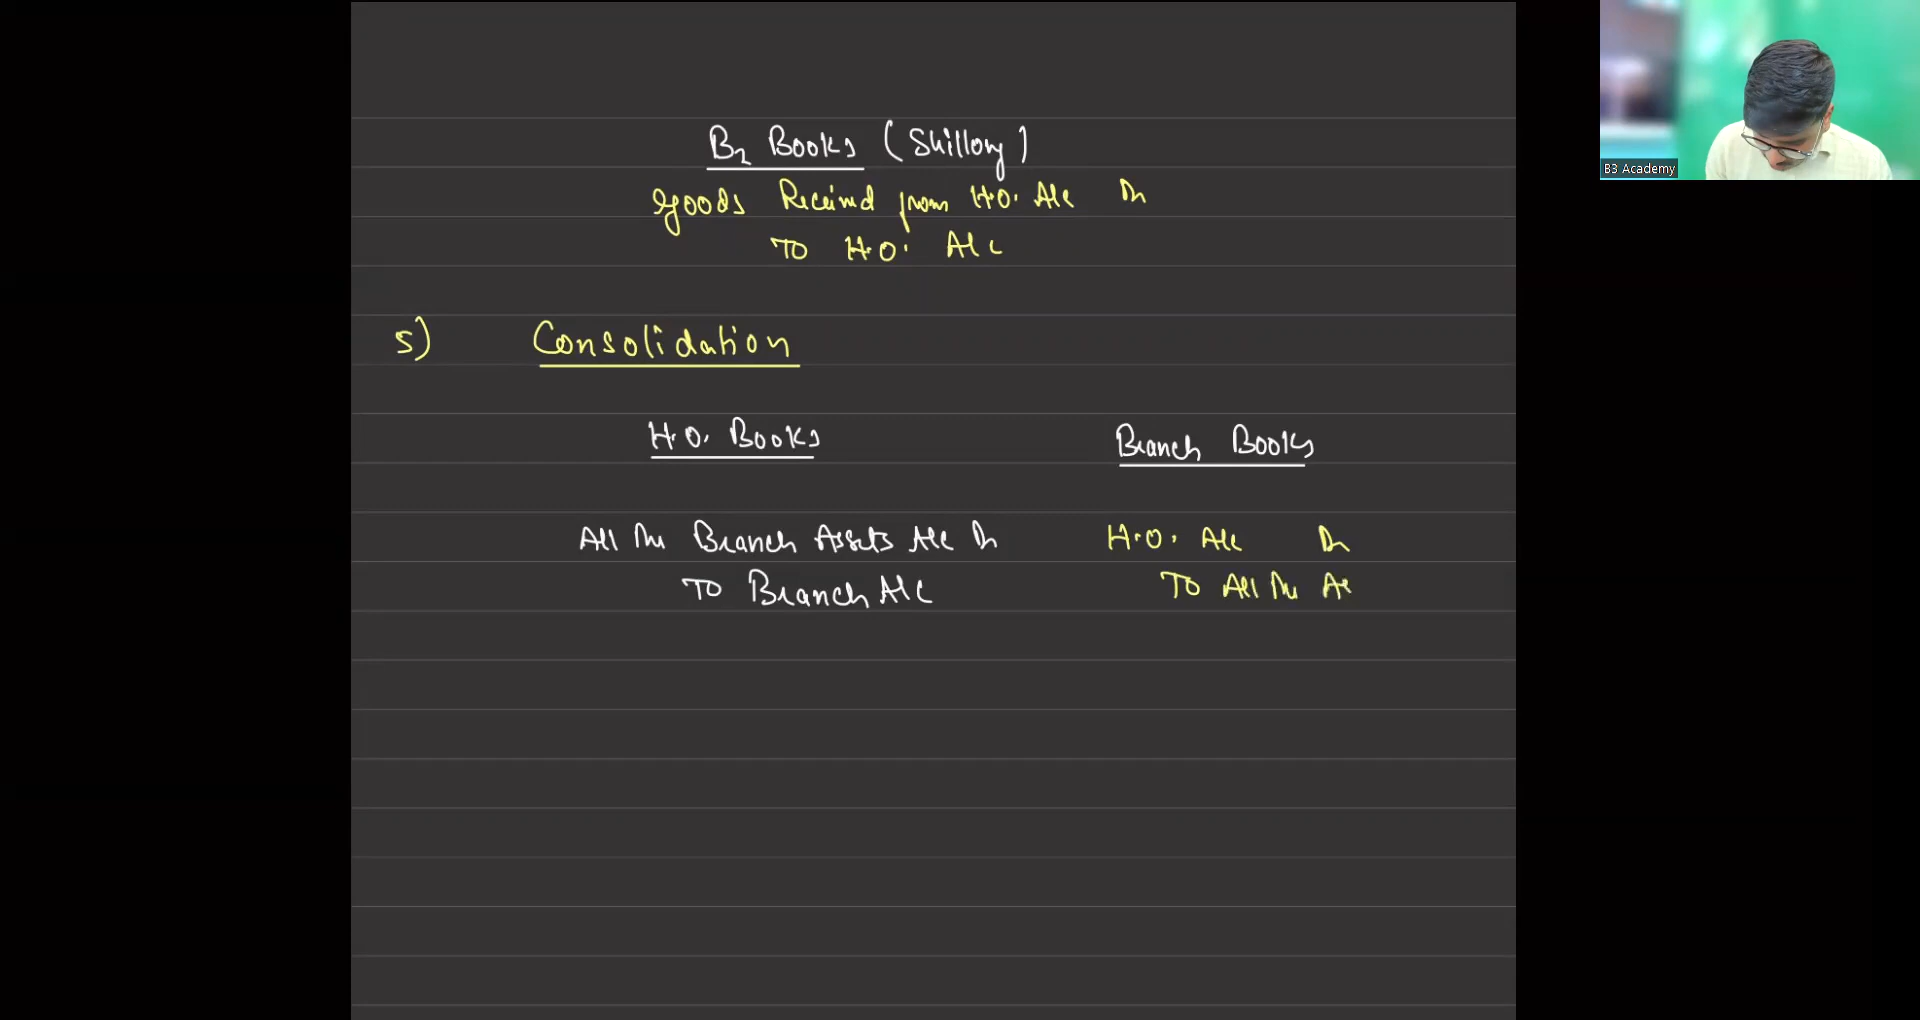 B2 Books (Shillong)
Goods Received from H.O. A/c Dr
To H.O. A/c
5) Consolidation
H.O. Books
Branch Books
All the Branch Assets A/c Dr
To Branch A/c
H.O. A/c Dr
To All the As
B3 Academy